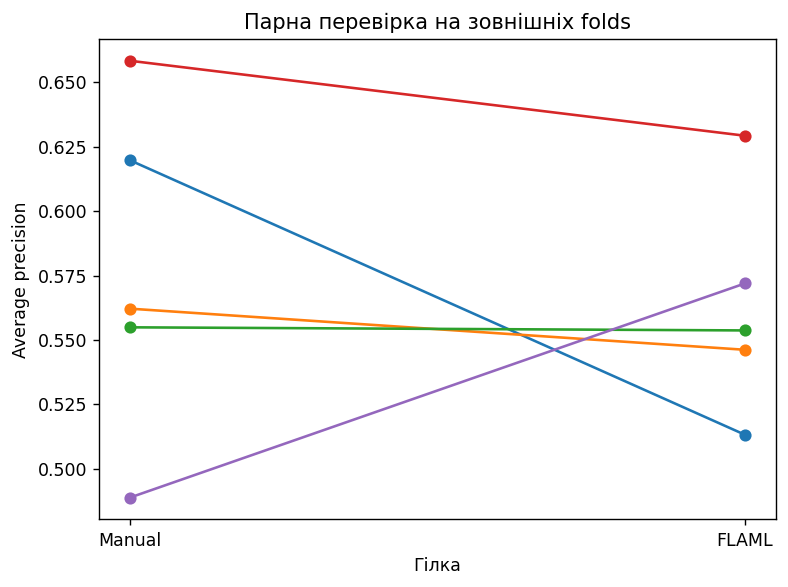 Парна перевірка на зовнішніх folds
Average precision
0.650
0.625
0.600
0.575
0.550
0.525
0.500
Manual
FLAML
Гілка